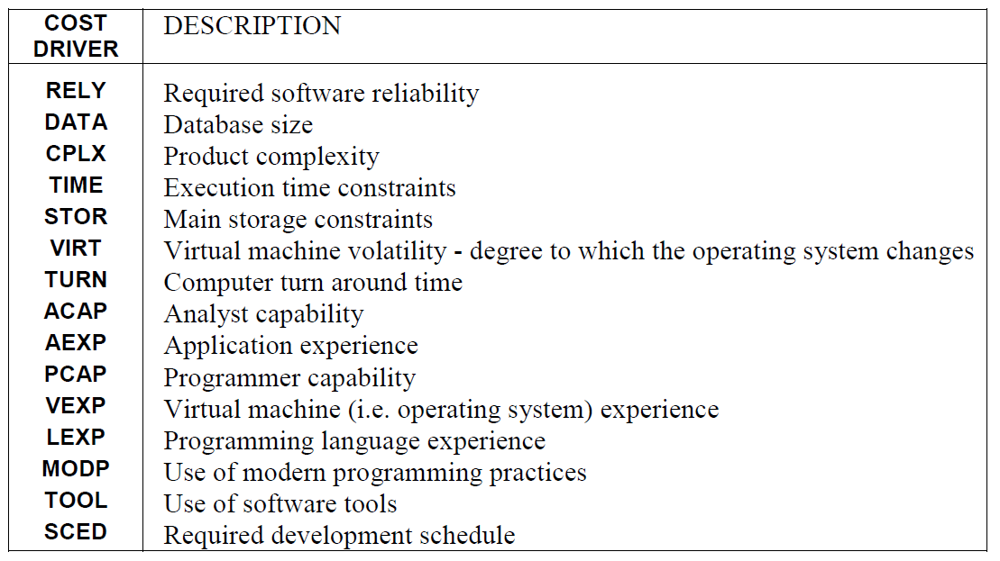 COST DRIVER DESCRIPTION
RELY Required software reliability
DATA Database size
CPLX Product complexity
TIME Execution time constraints
STOR Main storage constraints
VIRT Virtual machine volatility - degree to which the operating system changes
TURN Computer turn around time
ACAP Analyst capability
AEXP Application experience
PCAP Programmer capability
VEXP Virtual machine (i.e. operating system) experience
LEXP Programming language experience
MODP Use of modern programming practices
TOOL Use of software tools
SCED Required development schedule